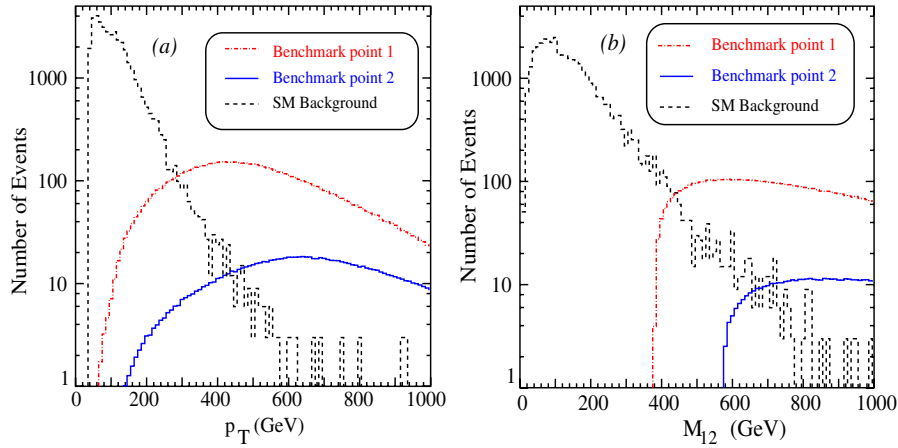 (a)
Benchmark point 1
Benchmark point 2
SM Background
Number of Events
1000
100
10
1
0 200 400 600 800 1000
p_T (GeV)
(b)
Benchmark point 1
Benchmark point 2
SM Background
Number of Events
1000
100
10
1
0 200 400 600 800 1000
M_12 (GeV)